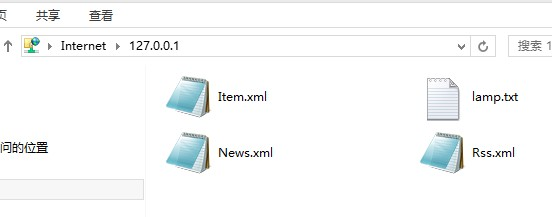 页 共享 查看
Internet 127.0.0.1 搜索 1
Item.xml lamp.txt
问的位置 News.xml Rss.xml